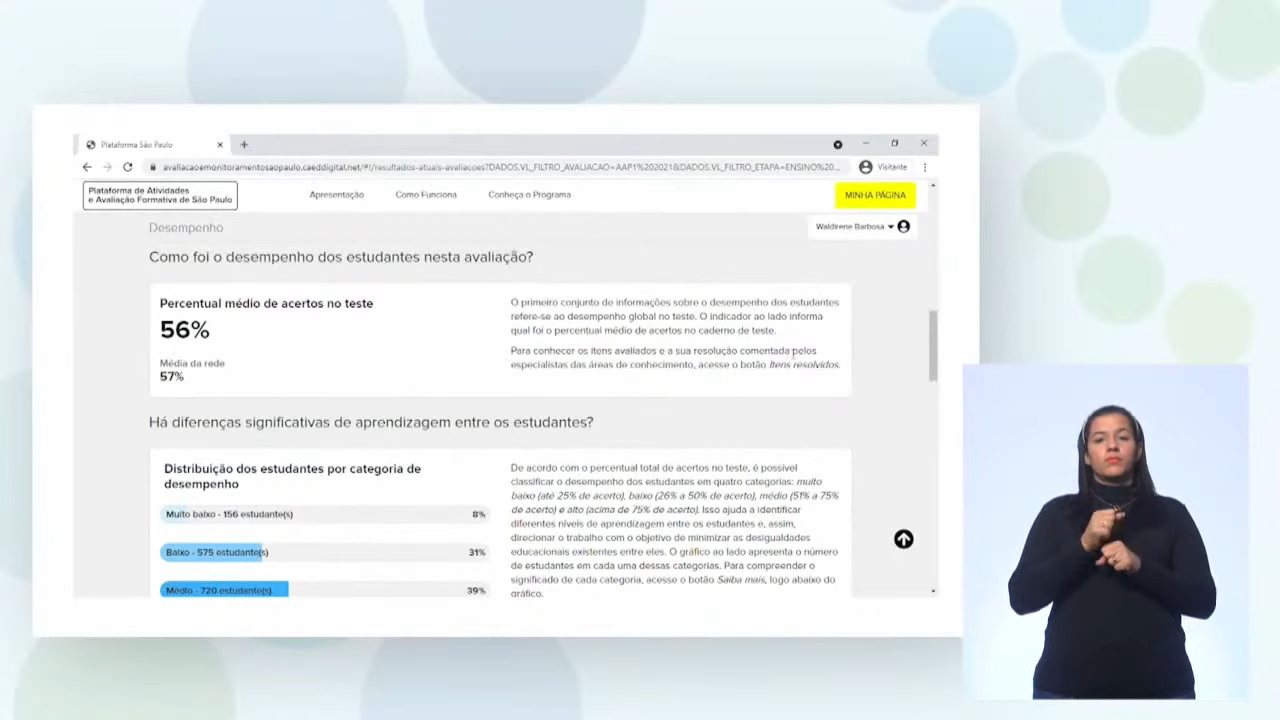 Plataforma São Paulo
avaliacaoemonitoramentosaopaulo.caeddigital.net/#!/resultados-atuais-avaliacoes?DADOS.VL_FILTRO_AVALIACAO=AAP1%202021&DADOS.VL_FILTRO_ETAPA=ENSINO%20...
Visitante
Plataforma de Atividades
e Avaliação Formativa de São Paulo
Apresentação
Como Funciona
Conheça o Programa
MINHA PÁGINA
Desempenho
Waldirene Barbosa
Como foi o desempenho dos estudantes nesta avaliação?
Percentual médio de acertos no teste
56%
Média da rede
57%
O primeiro conjunto de informações sobre o desempenho dos estudantes
refere-se ao desempenho global no teste. O indicador ao lado informa
qual foi o percentual médio de acertos no caderno de teste.
Para conhecer os itens avaliados e a sua resolução comentada pelos
especialistas das áreas de conhecimento, acesse o botão Itens resolvidos.
Há diferenças significativas de aprendizagem entre os estudantes?
Distribuição dos estudantes por categoria de
desempenho
Muito baixo - 156 estudante(s) 8%
Baixo - 575 estudante(s) 31%
Médio - 720 estudante(s) 39%
De acordo com o percentual total de acertos no teste, é possível
classificar o desempenho dos estudantes em quatro categorias: muito
baixo (até 25% de acerto), baixo (26% a 50% de acerto), médio (51% a 75%
de acerto) e alto (acima de 75% de acerto). Isso ajuda a identificar
diferentes níveis de aprendizagem entre os estudantes e, assim,
direcionar o trabalho com o objetivo de minimizar as desigualdades
educacionais existentes entre eles. O gráfico ao lado apresenta o número
de estudantes em cada uma dessas categorias. Para compreender o
significado de cada categoria, acesse o botão Saiba mais, logo abaixo do
gráfico.